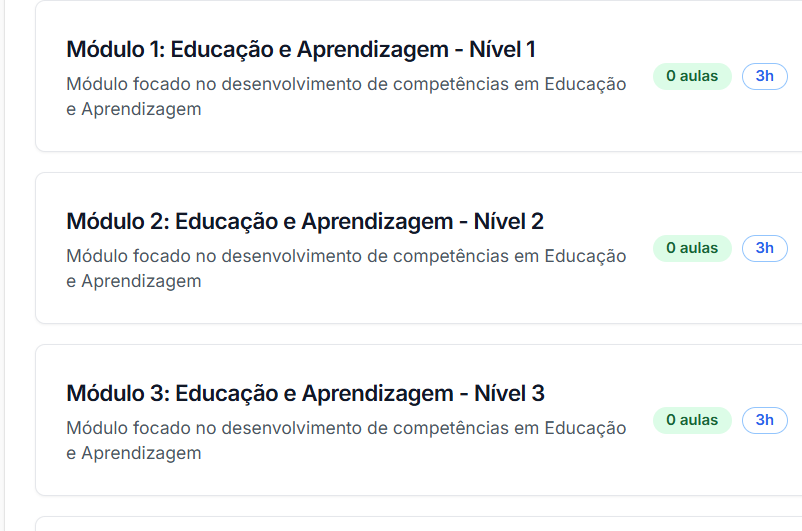 Módulo 1: Educação e Aprendizagem - Nível 1
Módulo focado no desenvolvimento de competências em Educação
e Aprendizagem
0 aulas
3h
Módulo 2: Educação e Aprendizagem - Nível 2
Módulo focado no desenvolvimento de competências em Educação
e Aprendizagem
0 aulas
3h
Módulo 3: Educação e Aprendizagem - Nível 3
Módulo focado no desenvolvimento de competências em Educação
e Aprendizagem
0 aulas
3h